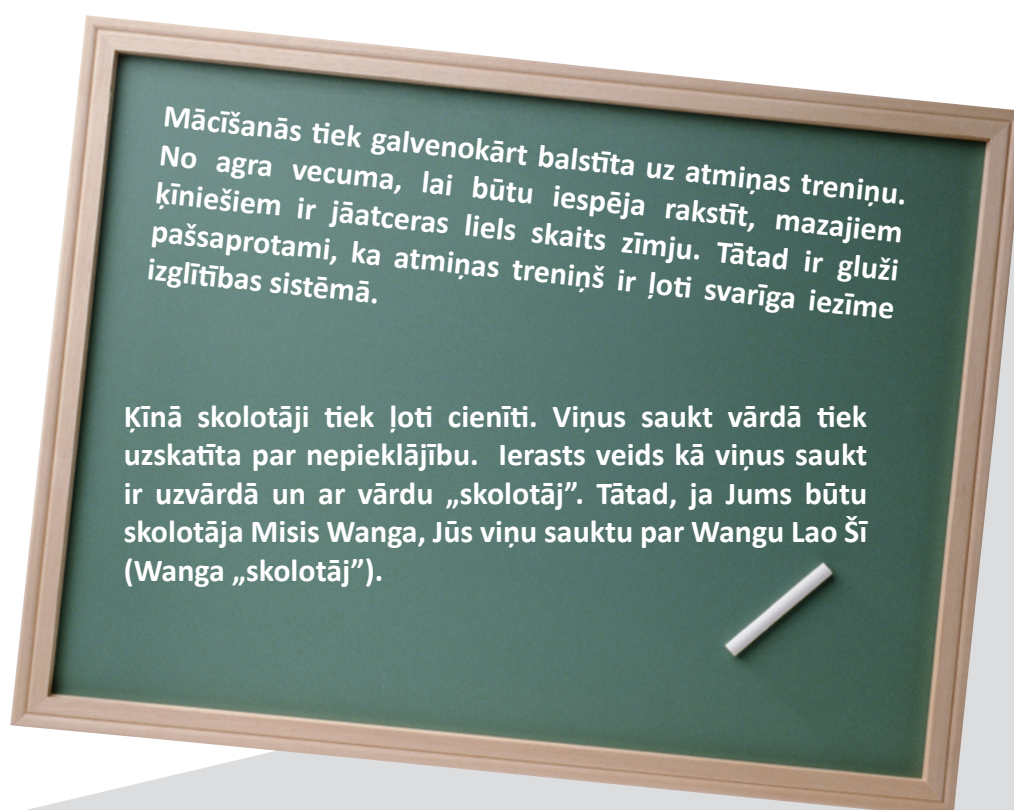 Mācīšanās tiek galvenokārt balstīta uz atmiņas treniņu.
No agra vecuma, lai būtu iespēja rakstīt, mazajiem
ķīniešiem ir jāatceras liels skaits zīmju. Tātad ir gluži
pašsaprotami, ka atmiņas treniņš ir ļoti svarīga iezīme
izglītības sistēmā.
Ķīnā skolotāji tiek ļoti cienīti. Viņus saukt vārdā tiek
uzskatīta par nepieklājību. Ierasts veids kā viņus saukt
ir uzvārdā un ar vārdu „skolotāj”. Tātad, ja Jums būtu
skolotāja Misis Wanga, Jūs viņu sauktu par Wangu Lao Šī
(Wanga „skolotāj”).